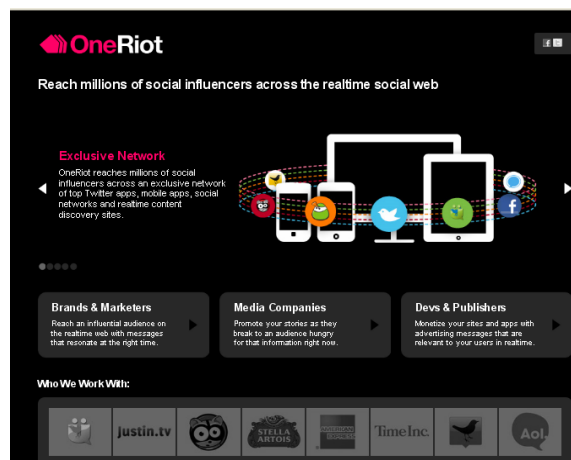 OneRiot
Reach millions of social influencers across the realtime social web
Exclusive Network
OneRiot reaches millions of social
influencers across an exclusive network
of top Twitter apps, mobile apps, social
networks and realtime content
discovery sites.
Brands & Marketers
Reach an influential audience on
the realtime web with messages
that resonate at the right time.
Media Companies
Promote your stories as they
break to an audience hungry
for that information right now.
Devs & Publishers
Monetize your sites and apps with
advertising messages that are
relevant to your users in realtime.
Who We Work With:
justin.tv
STELLA
ARTOIS
AMERICAN
EXPRESS
TimeInc.
Aol.